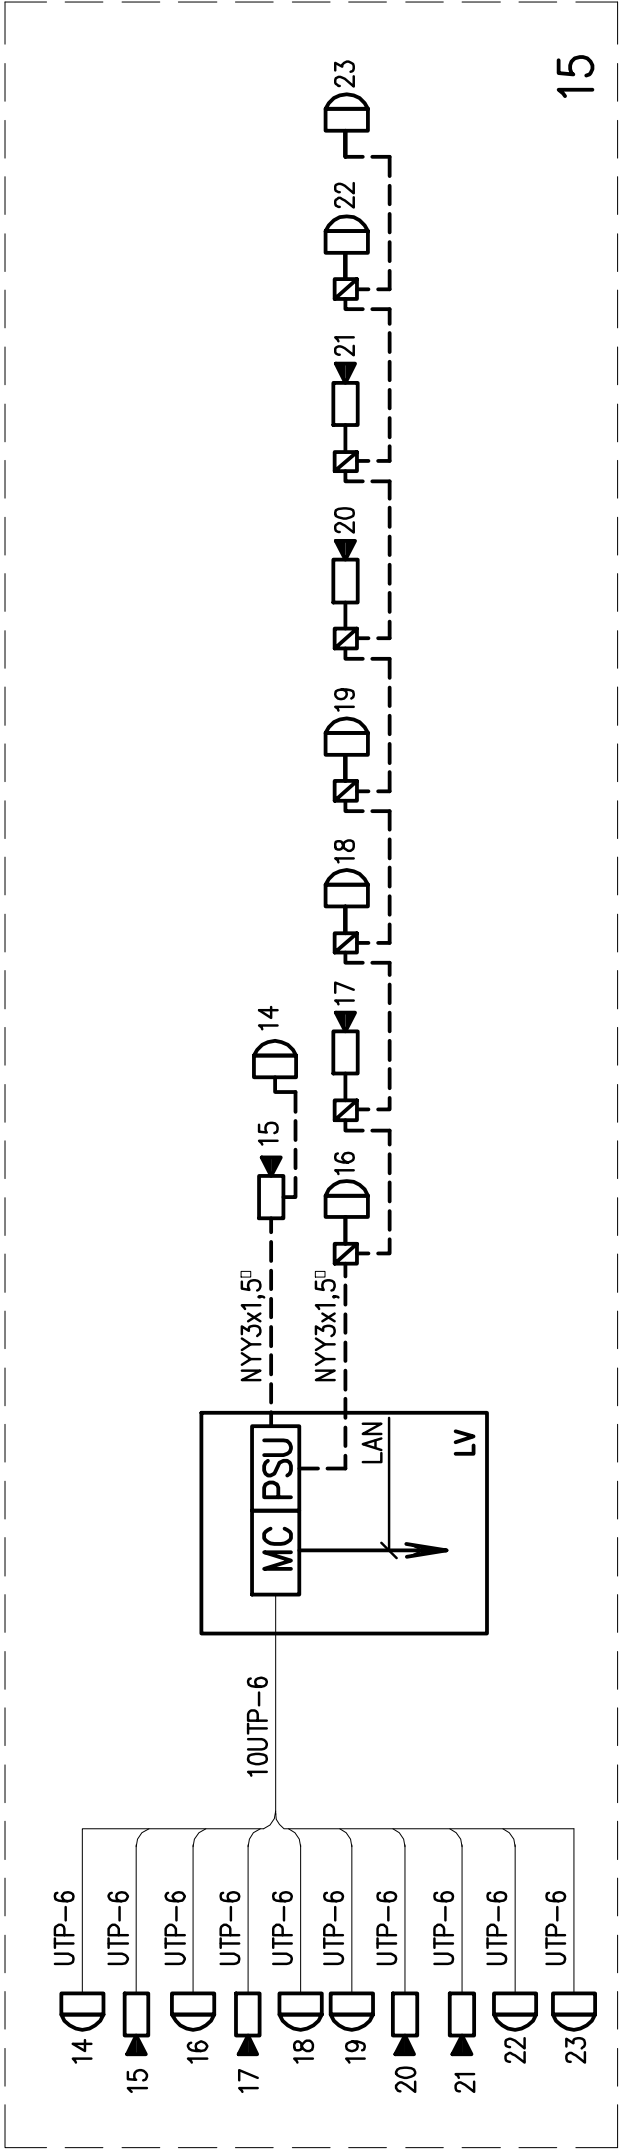 15
23
22
21
20
19
18
17
16
14
15
NYY3x1,5□
NYY3x1,5□
MC
PSU
LAN
LV
10UTP-6
UTP-6
UTP-6
UTP-6
UTP-6
UTP-6
UTP-6
UTP-6
UTP-6
UTP-6
UTP-6
14
15
16
17
18
19
20
21
22
23